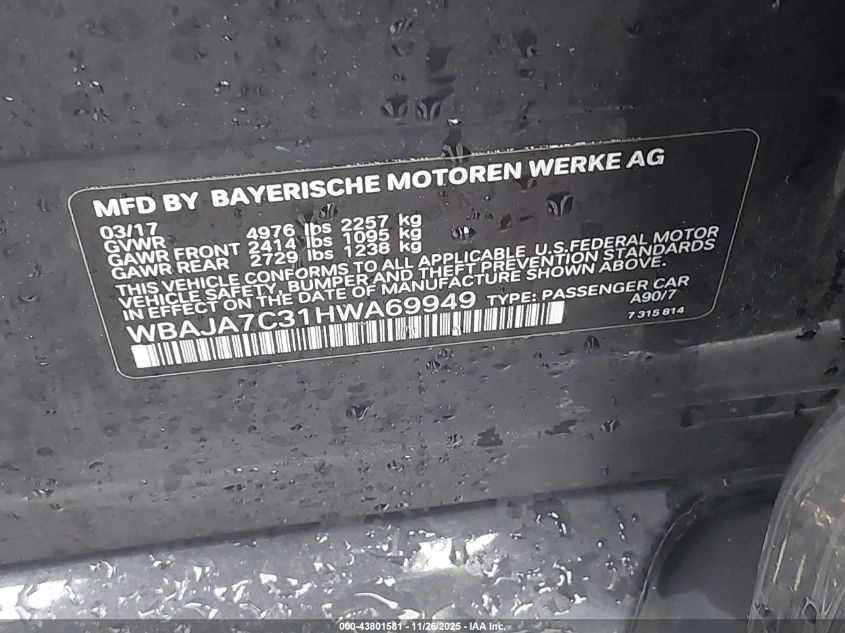 MFD BY BAYERISCHE MOTOREN WERKE AG
03/17
GVWR 4976 lbs 2257 kg
GAWR FRONT 2414 lbs 1095 kg
GAWR REAR 2729 lbs 1238 kg
THIS VEHICLE CONFORMS TO ALL APPLICABLE U.S.FEDERAL MOTOR
VEHICLE SAFETY, BUMPER AND THEFT PREVENTION STANDARDS
IN EFFECT ON THE DATE OF MANUFACTURE SHOWN ABOVE.
WBAJA7C31HWA69949 TYPE: PASSENGER CAR
A90/7
7 315 814
000-43801581 - 11/26/2025 - IAA Inc.